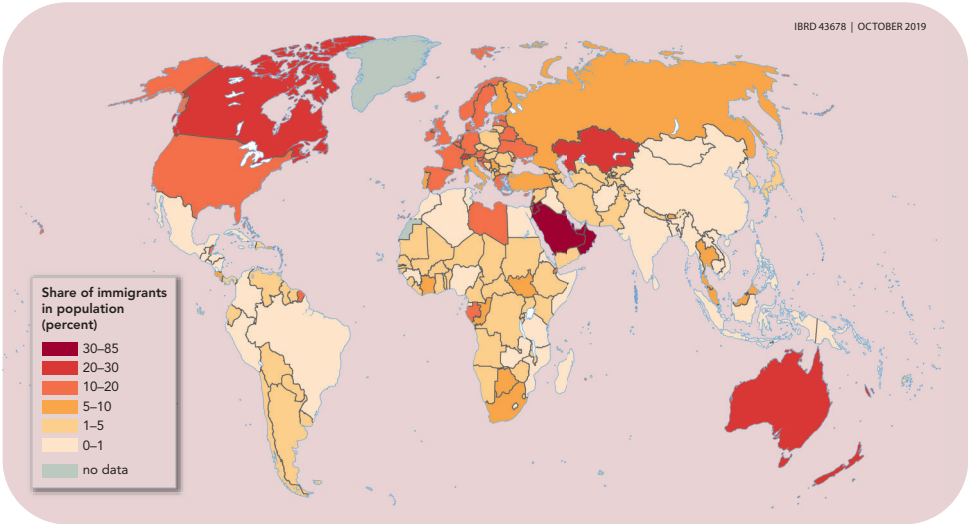 IBRD 43678 | OCTOBER 2019
Share of immigrants
in population
(percent)
30–85
20–30
10–20
5–10
1–5
0–1
no data